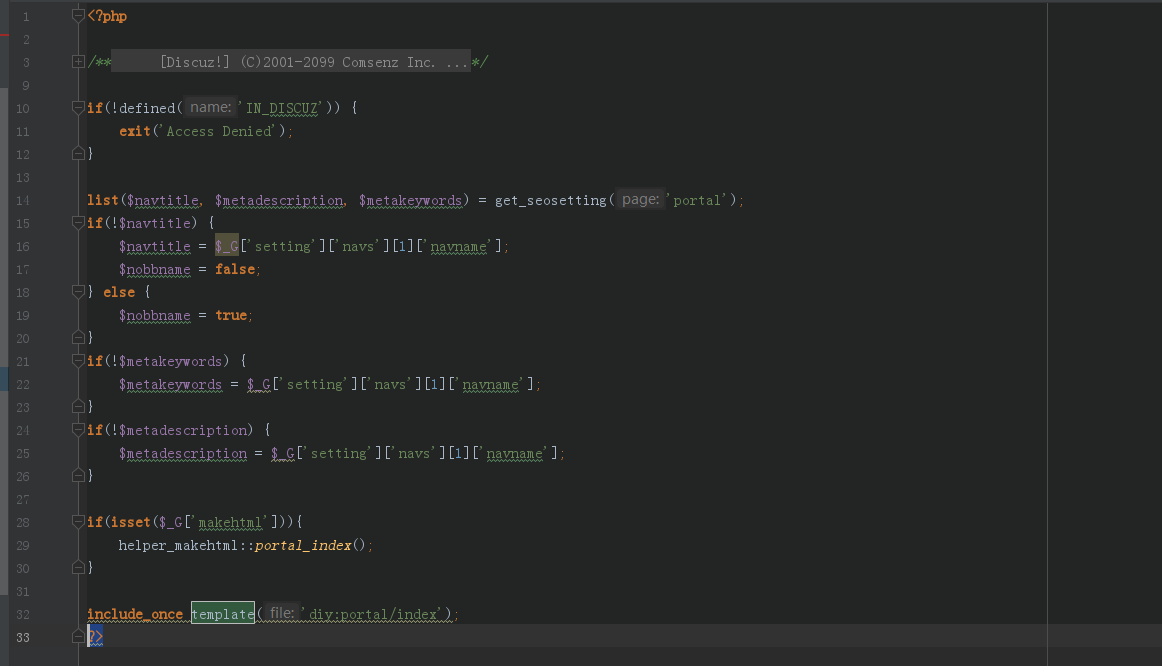 1 <?php
2
3 /** [Discuz!] (C)2001-2099 Comsenz Inc. ...*/
9
10 if(!defined( name: 'IN_DISCUZ')) {
11     exit('Access Denied');
12 }
13
14 list($navtitle, $metadescription, $metakeywords) = get_seosetting( page: 'portal');
15 if(!$navtitle) {
16     $navtitle = $_G['setting']['navs'][1]['navname'];
17     $nobbname = false;
18 } else {
19     $nobbname = true;
20 }
21 if(!$metakeywords) {
22     $metakeywords = $_G['setting']['navs'][1]['navname'];
23 }
24 if(!$metadescription) {
25     $metadescription = $_G['setting']['navs'][1]['navname'];
26 }
27
28 if(isset($_G['makehtml'])){
29     helper_makehtml::portal_index();
30 }
31
32 include_once template( file: 'diy:portal/index');
33 ?>